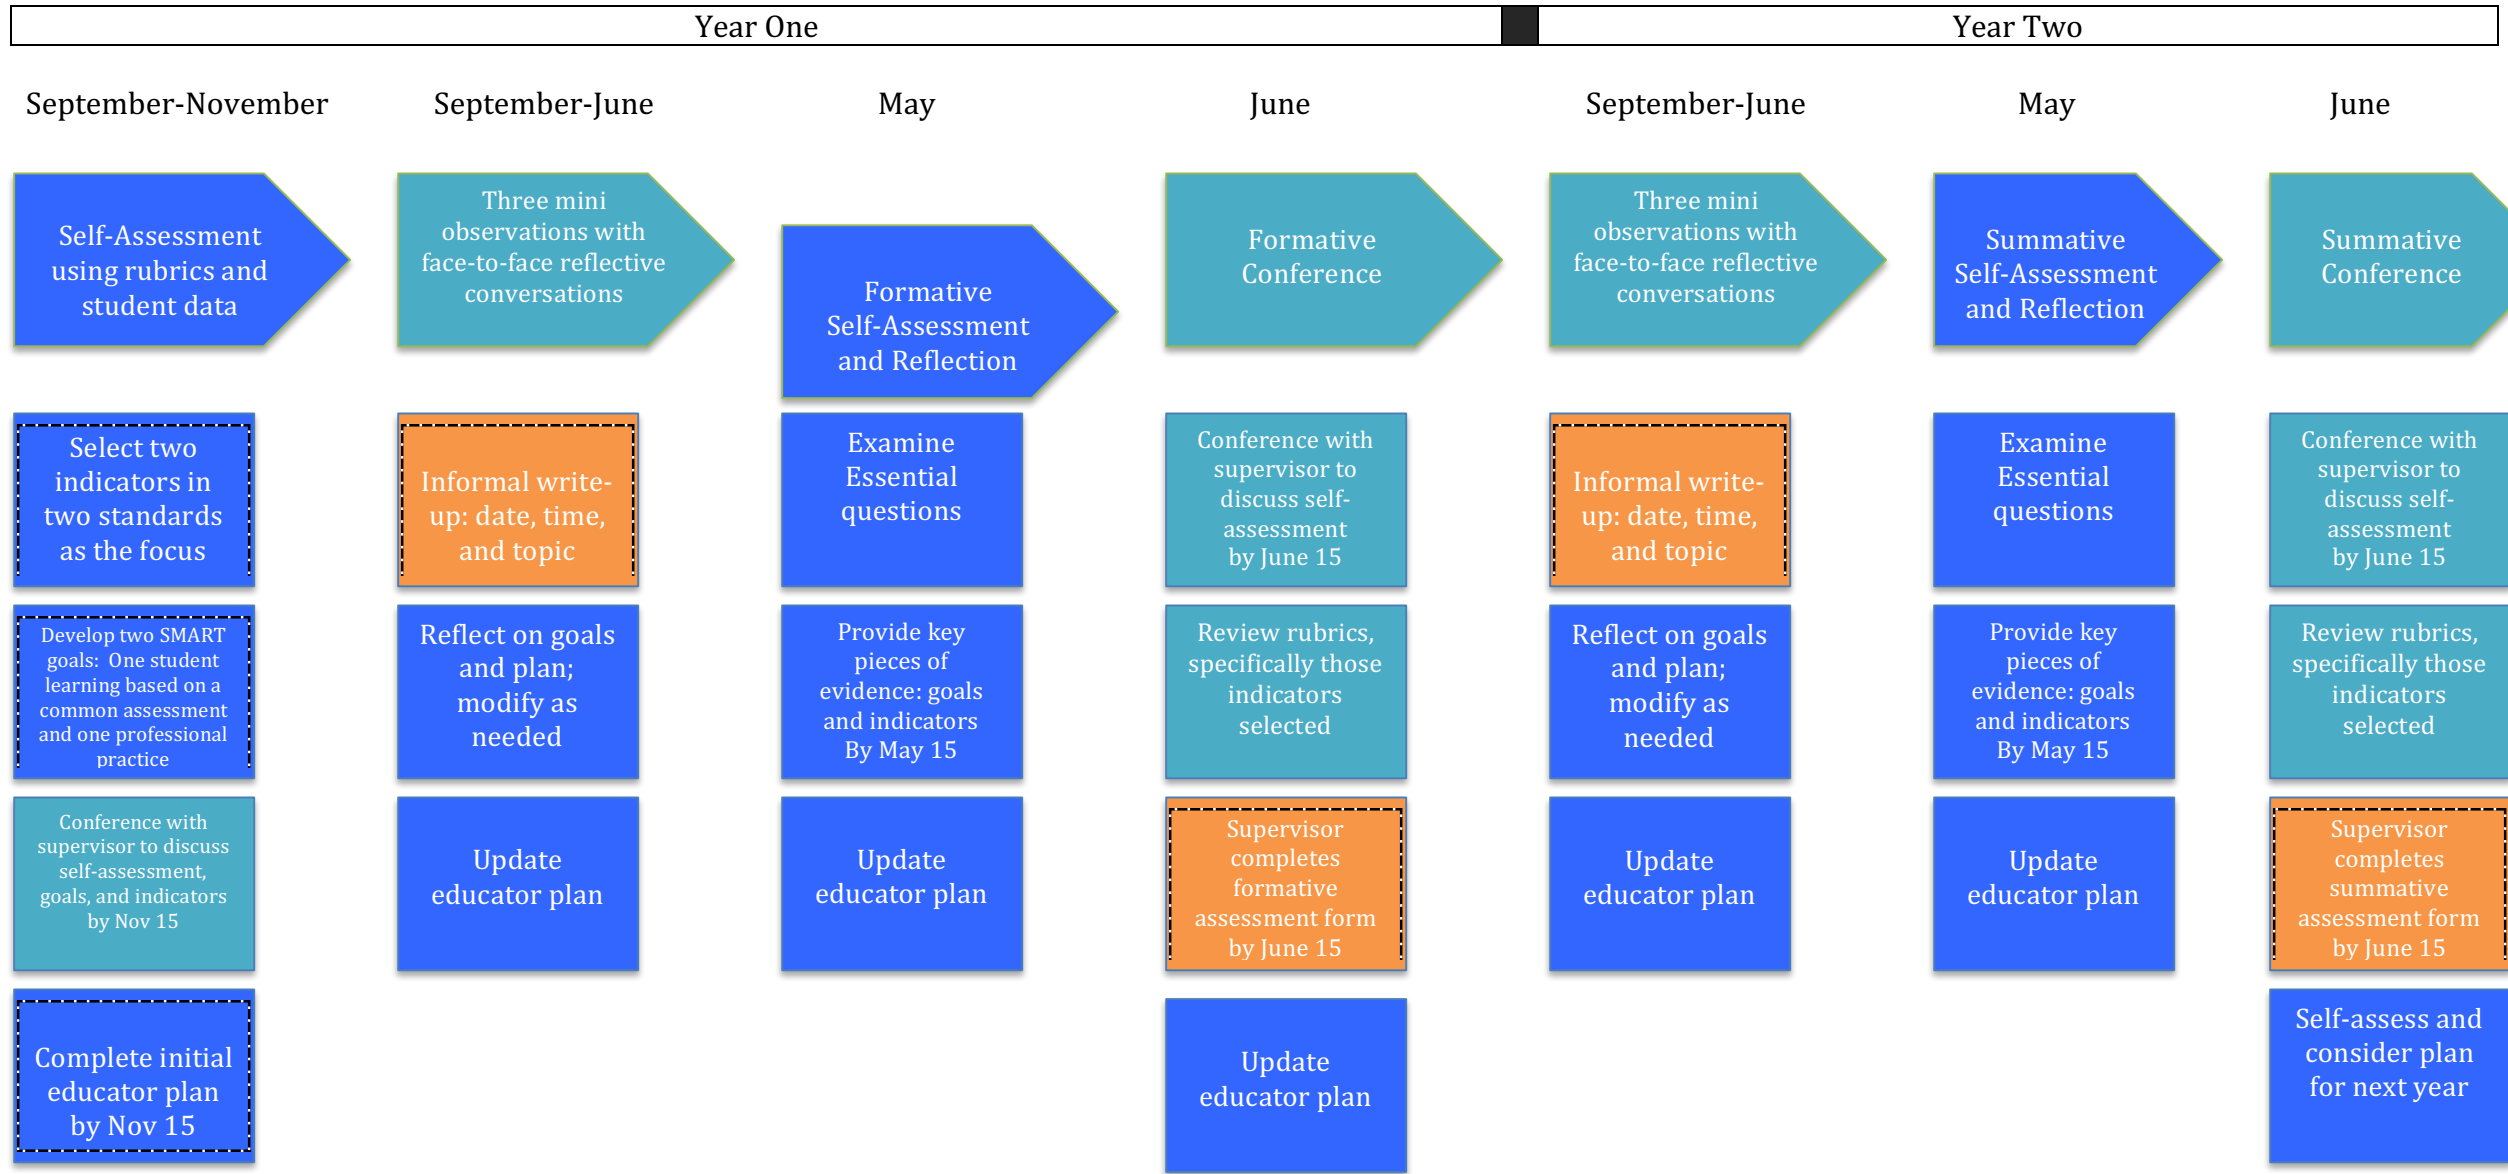 Year One
Year Two
September-November
September-June
May
June
September-June
May
June
Self-Assessment
using rubrics and
student data
Three mini
observations with
face-to-face reflective
conversations
Formative
Self-Assessment
and Reflection
Formative
Conference
Three mini
observations with
face-to-face reflective
conversations
Summative
Self-Assessment
and Reflection
Summative
Conference
Select two
indicators in
two standards
as the focus
Informal write-
up: date, time,
and topic
Examine
Essential
questions
Conference with
supervisor to
discuss self-
assessment
by June 15
Informal write-
up: date, time,
and topic
Examine
Essential
questions
Conference with
supervisor to
discuss self-
assessment
by June 15
Develop two SMART
goals: One student
learning based on a
common assessment
and one professional
practice
Reflect on goals
and plan;
modify as
needed
Provide key
pieces of
evidence: goals
and indicators
By May 15
Review rubrics,
specifically those
indicators
selected
Reflect on goals
and plan;
modify as
needed
Provide key
pieces of
evidence: goals
and indicators
By May 15
Review rubrics,
specifically those
indicators
selected
Conference with
supervisor to discuss
self-assessment,
goals, and indicators
by Nov 15
Update
educator plan
Update
educator plan
Supervisor
completes
formative
assessment form
by June 15
Update
educator plan
Update
educator plan
Supervisor
completes
summative
assessment form
by June 15
Complete initial
educator plan
by Nov 15
Update
educator plan
Self-assess and
consider plan
for next year